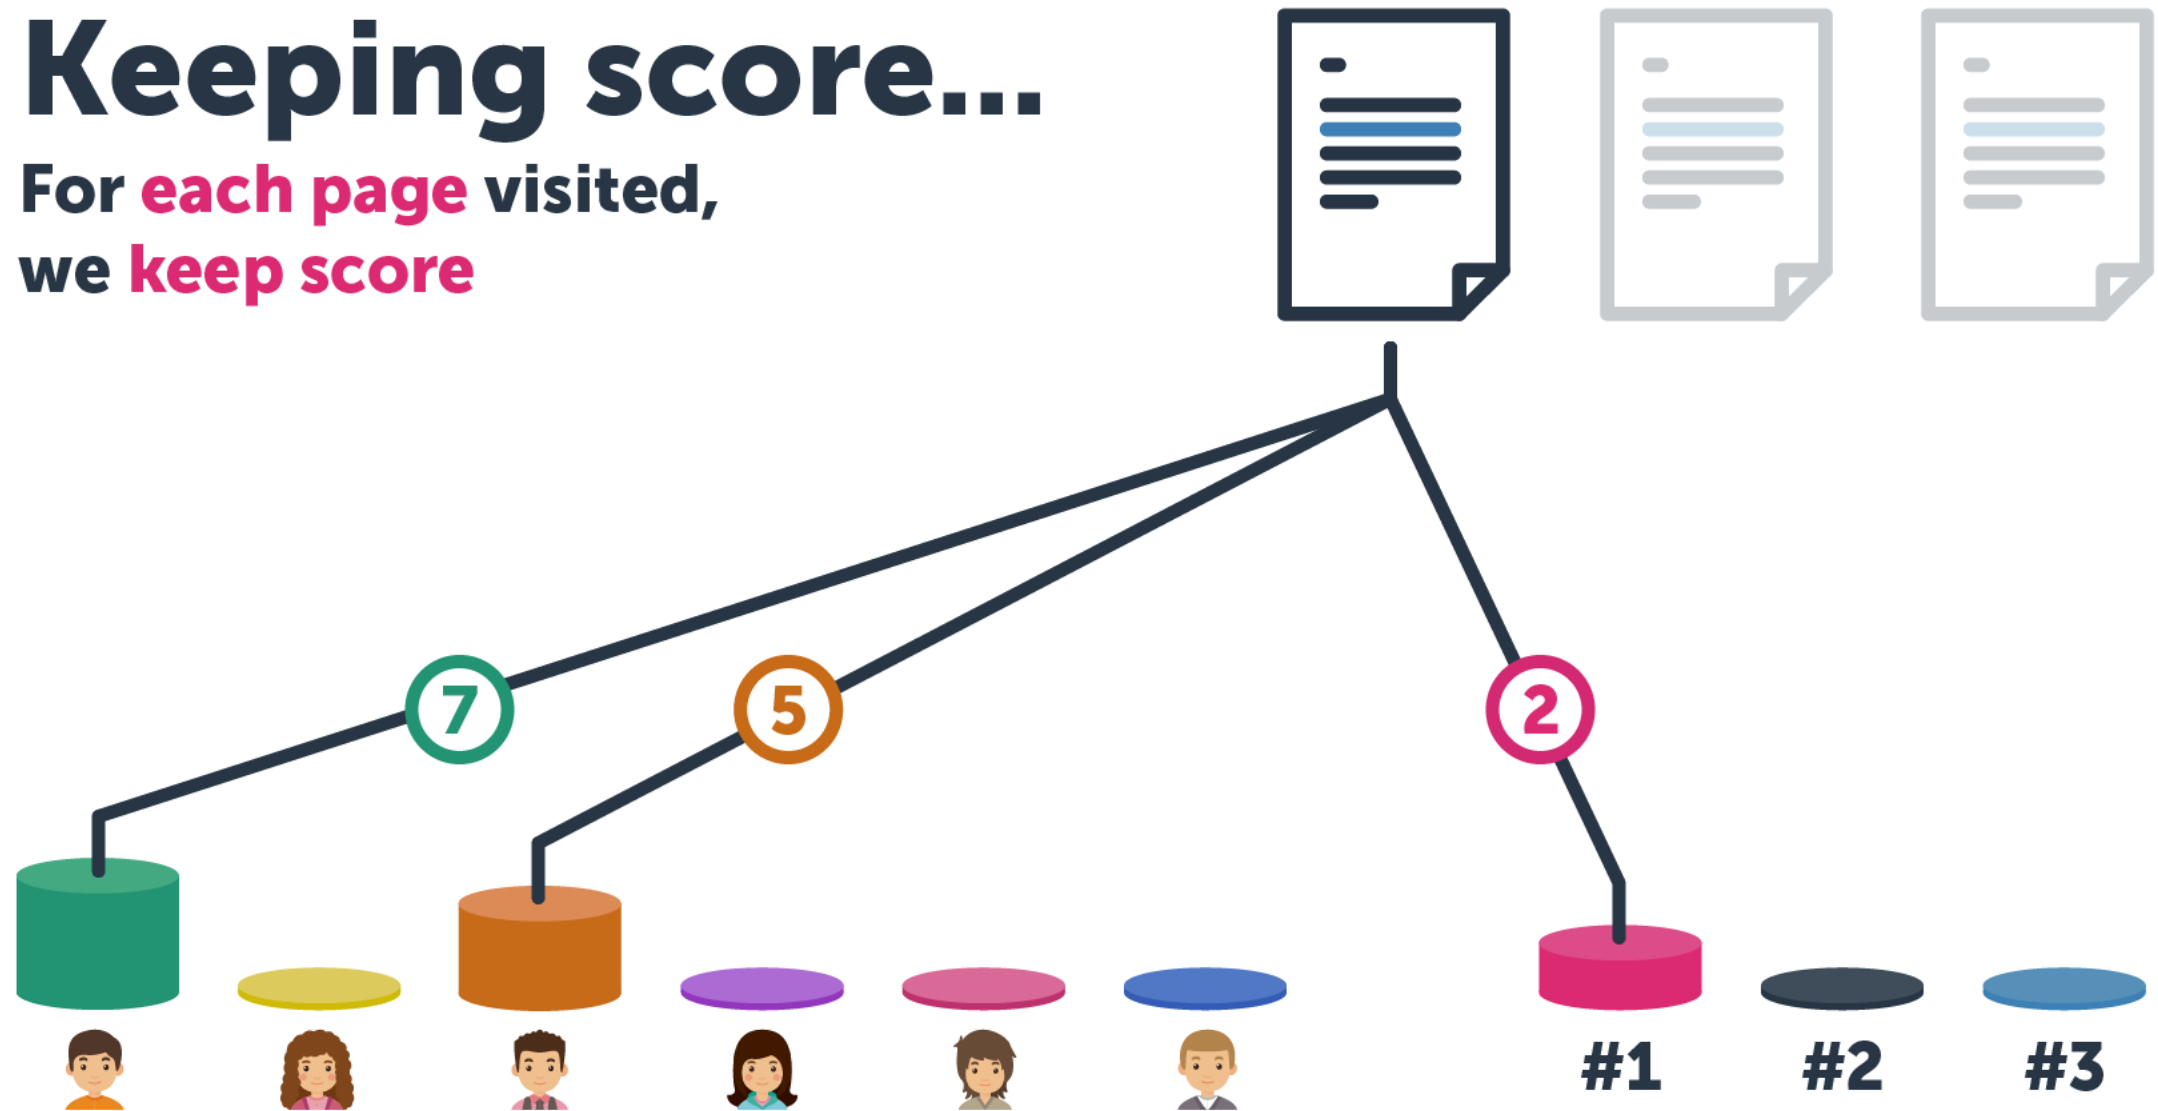 Keeping score...
For each page visited,
we keep score
7
5
2
#1
#2
#3